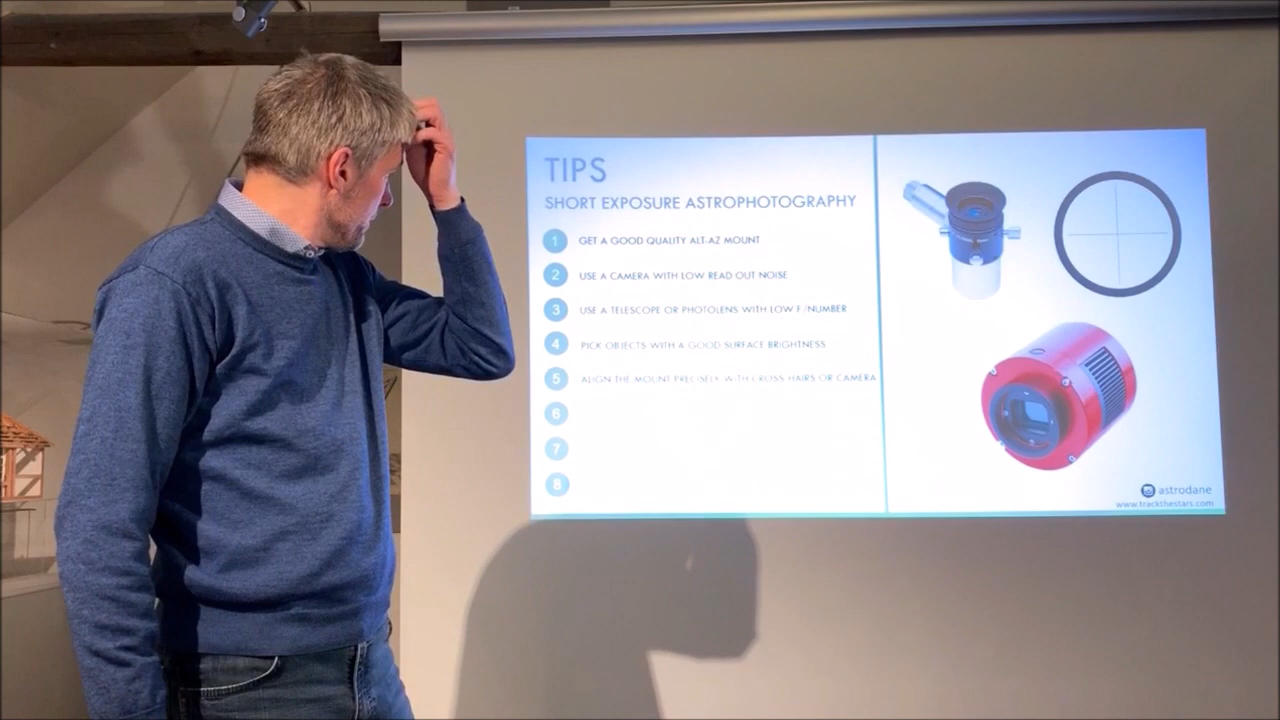 TIPS
SHORT EXPOSURE ASTROPHOTOGRAPHY
1 GET A GOOD QUALITY ALT-AZ MOUNT
2 USE A CAMERA WITH LOW READ OUT NOISE
3 USE A TELESCOPE OR PHOTOLENS WITH LOW F/NUMBER
4 PICK OBJECTS WITH A GOOD SURFACE BRIGHTNESS
5 ALIGN THE MOUNT PRECISELY WITH CROSS HAIRS OR CAMERA
6
7
8
astrodane
www.trackthestars.com